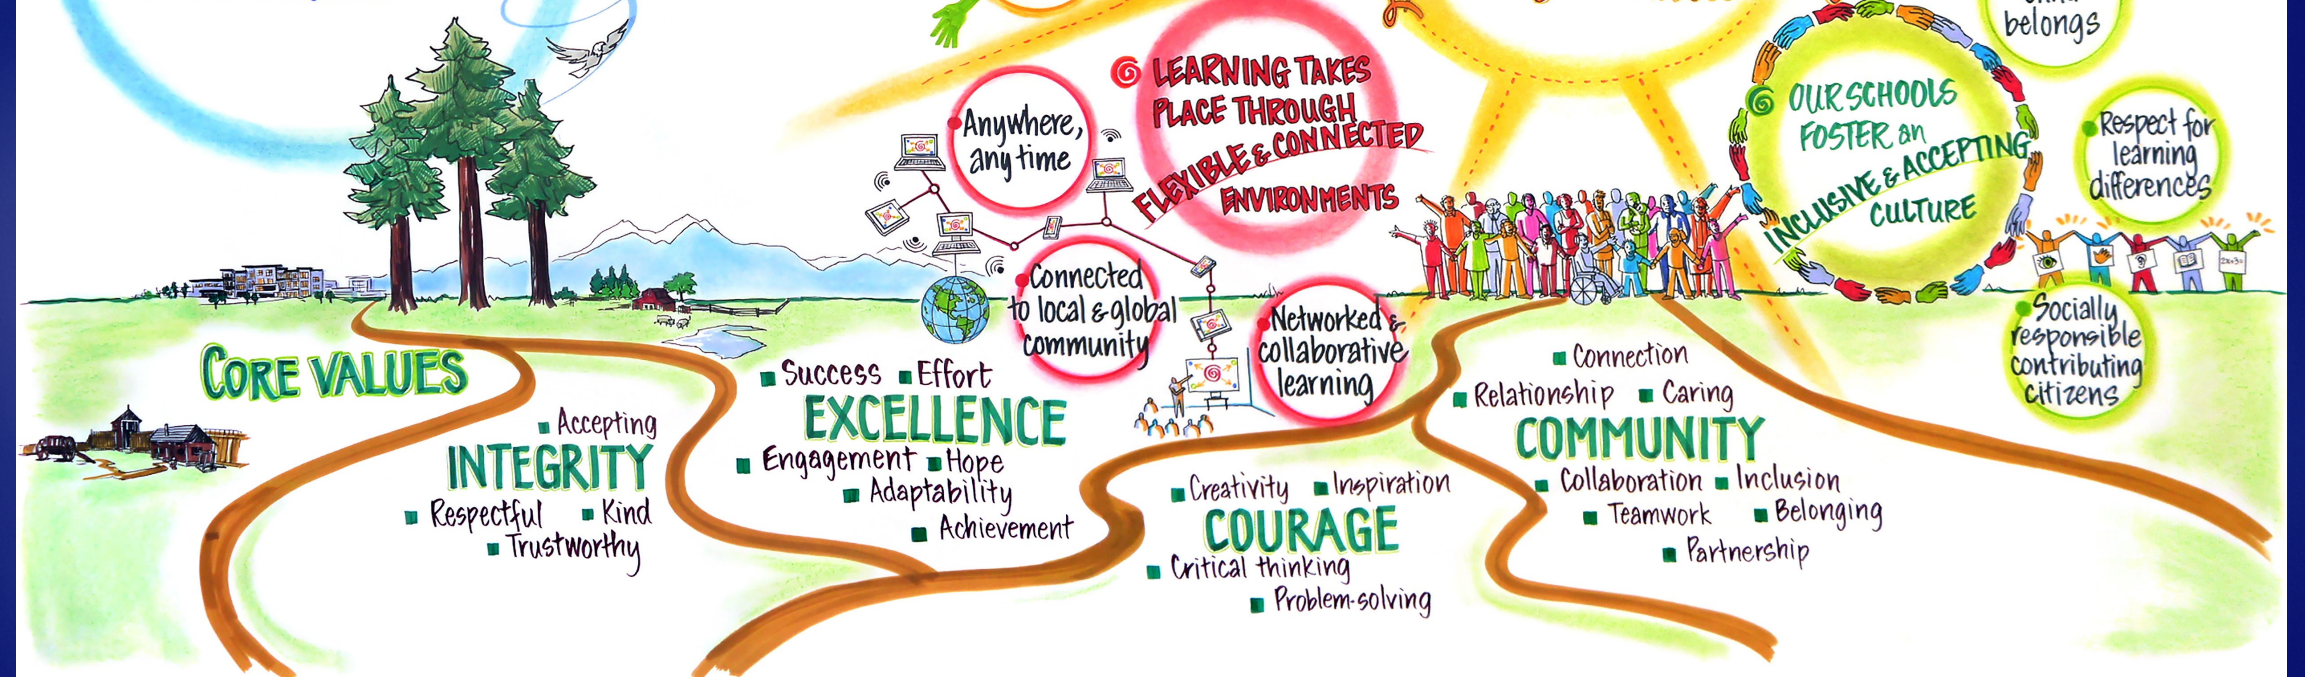 belongs
LEARNING TAKES
PLACE THROUGH
FLEXIBLE & CONNECTED
ENVIRONMENTS
Anywhere,
any time
Connected
to local & global
community
Networked &
collaborative
learning
OUR SCHOOLS
FOSTER an
INCLUSIVE & ACCEPTING
CULTURE
Respect for
learning
differences
Socially
responsible
contributing
citizens
CORE VALUES
Accepting
INTEGRITY
Respectful Kind
Trustworthy
Success Effort
EXCELLENCE
Engagement Hope
Adaptability
Achievement
Creativity Inspiration
COURAGE
Critical thinking
Problem-solving
Connection
Relationship Caring
COMMUNITY
Collaboration Inclusion
Teamwork Belonging
Partnership